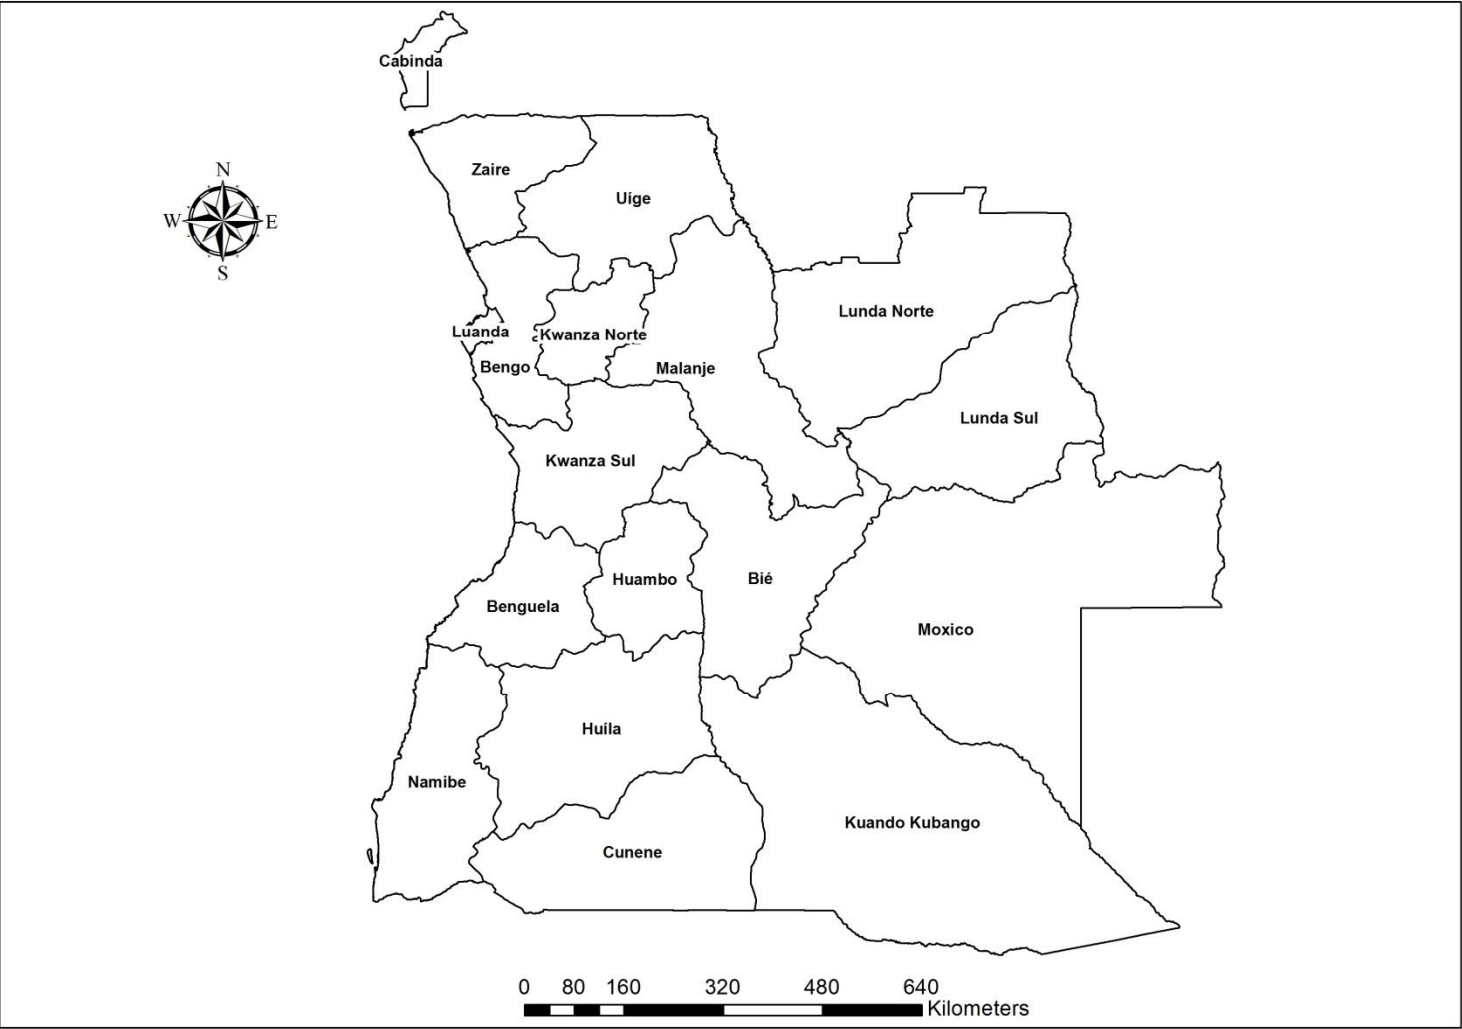 Cabinda
Zaire
Uíge
N
W
E
S
Lunda Norte
Luanda
Kwanza Norte
Bengo
Malanje
Lunda Sul
Kwanza Sul
Huambo
Bié
Benguela
Moxico
Huíla
Namibe
Kuando Kubango
Cunene
0 80 160 320 480 640
Kilometers